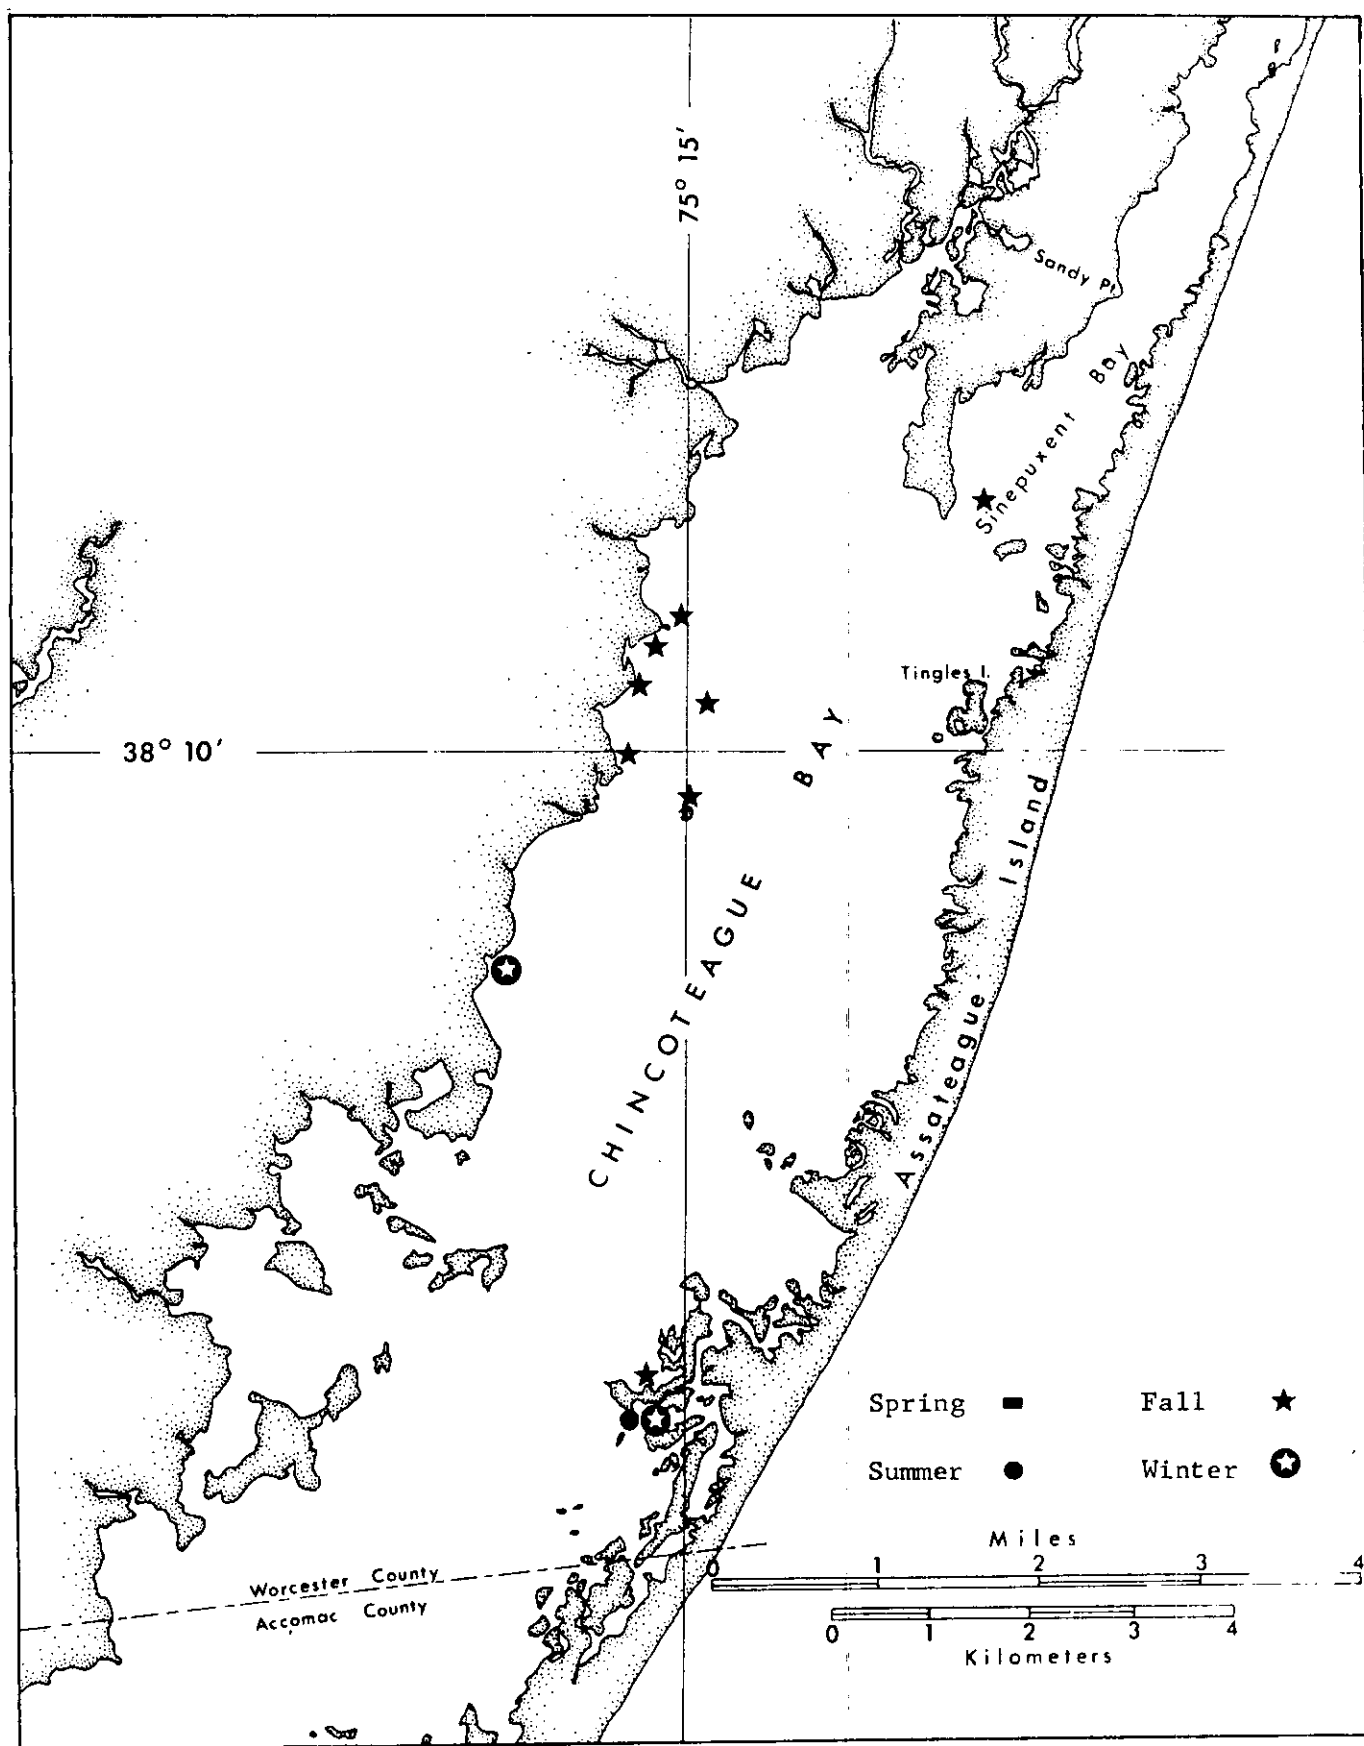 75° 15'
Sandy Pt.
Sinepuxent Bay
Tingles I.
38° 10'
CHINCOTEAGUE BAY
Assateague Island
Spring
Fall
Summer
Winter
Miles
0 1 2 3 4
Worcester County
Accomac County
0 1 2 3 4
Kilometers